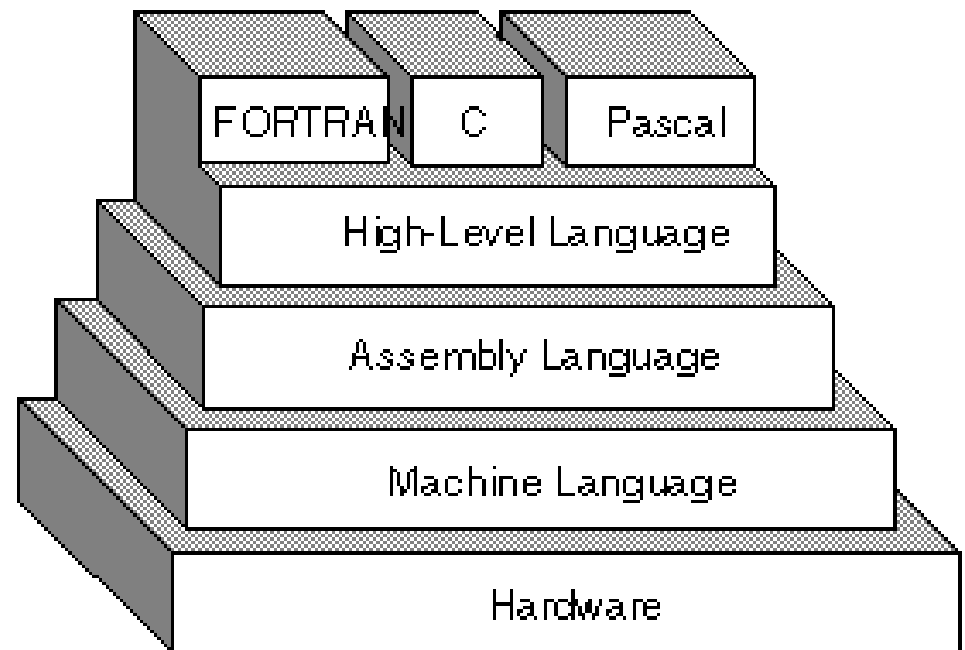 FORTRAN C Pascal
High-Level Language
Assembly Language
Machine Language
Hardware